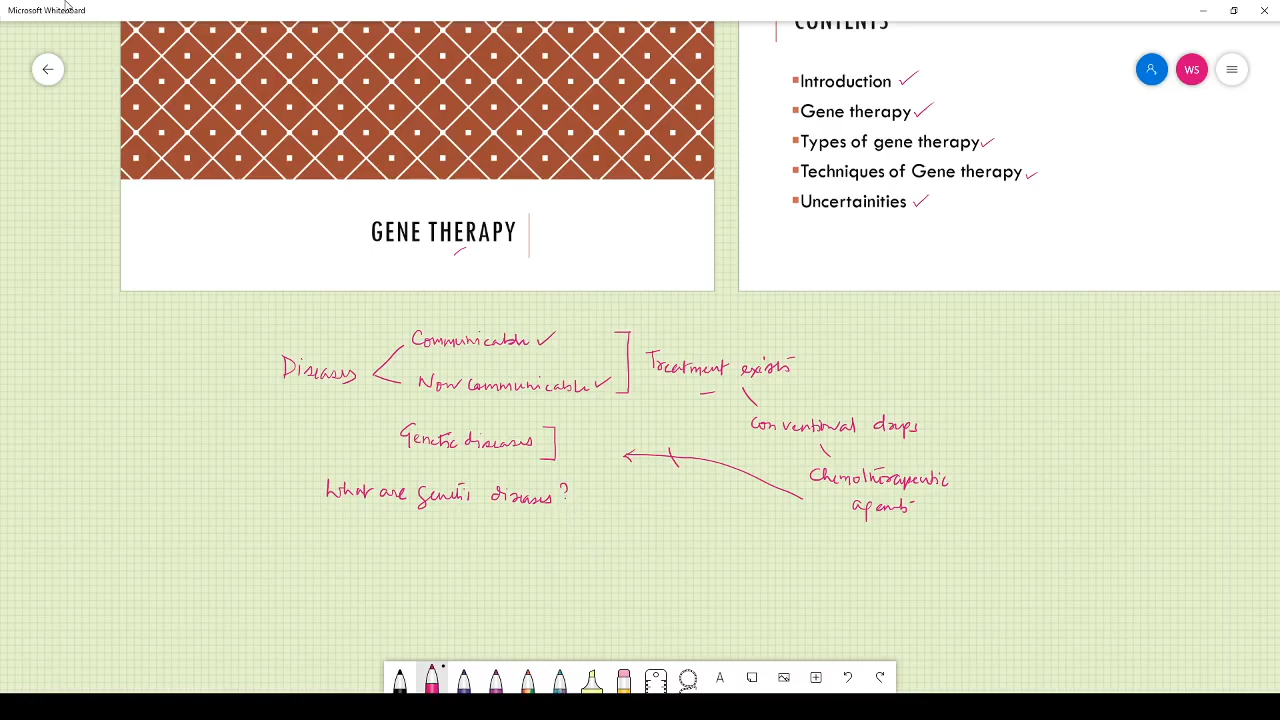 Microsoft Whiteboard
CONTENTS
WS
Introduction
Gene therapy
Types of gene therapy
Techniques of Gene therapy
Uncertainities
GENE THERAPY
Diseases
Communicable
Non communicable
Treatment exists
Conventional drugs
Genetic diseases
Chemotherapeutic
agents
What are genetic diseases?
A